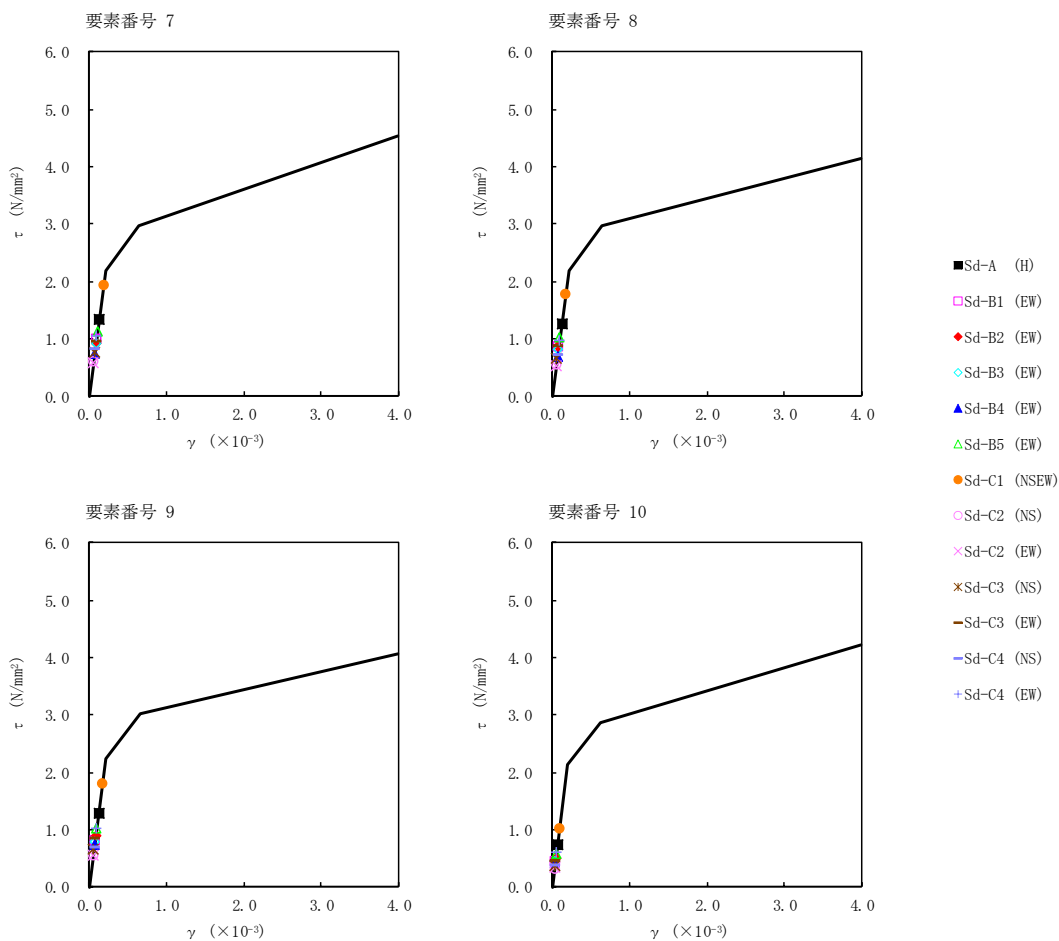 要素番号 7
6.0
5.0
4.0
3.0
2.0
1.0
0.0
τ (N/mm²)
0.0 1.0 2.0 3.0 4.0
γ (×10⁻³)
要素番号 8
6.0
5.0
4.0
3.0
2.0
1.0
0.0
τ (N/mm²)
0.0 1.0 2.0 3.0 4.0
γ (×10⁻³)
要素番号 9
6.0
5.0
4.0
3.0
2.0
1.0
0.0
τ (N/mm²)
0.0 1.0 2.0 3.0 4.0
γ (×10⁻³)
要素番号 10
6.0
5.0
4.0
3.0
2.0
1.0
0.0
τ (N/mm²)
0.0 1.0 2.0 3.0 4.0
γ (×10⁻³)
Sd-A (H)
Sd-B1 (EW)
Sd-B2 (EW)
Sd-B3 (EW)
Sd-B4 (EW)
Sd-B5 (EW)
Sd-C1 (NSEW)
Sd-C2 (NS)
Sd-C2 (EW)
Sd-C3 (NS)
Sd-C3 (EW)
Sd-C4 (NS)
Sd-C4 (EW)